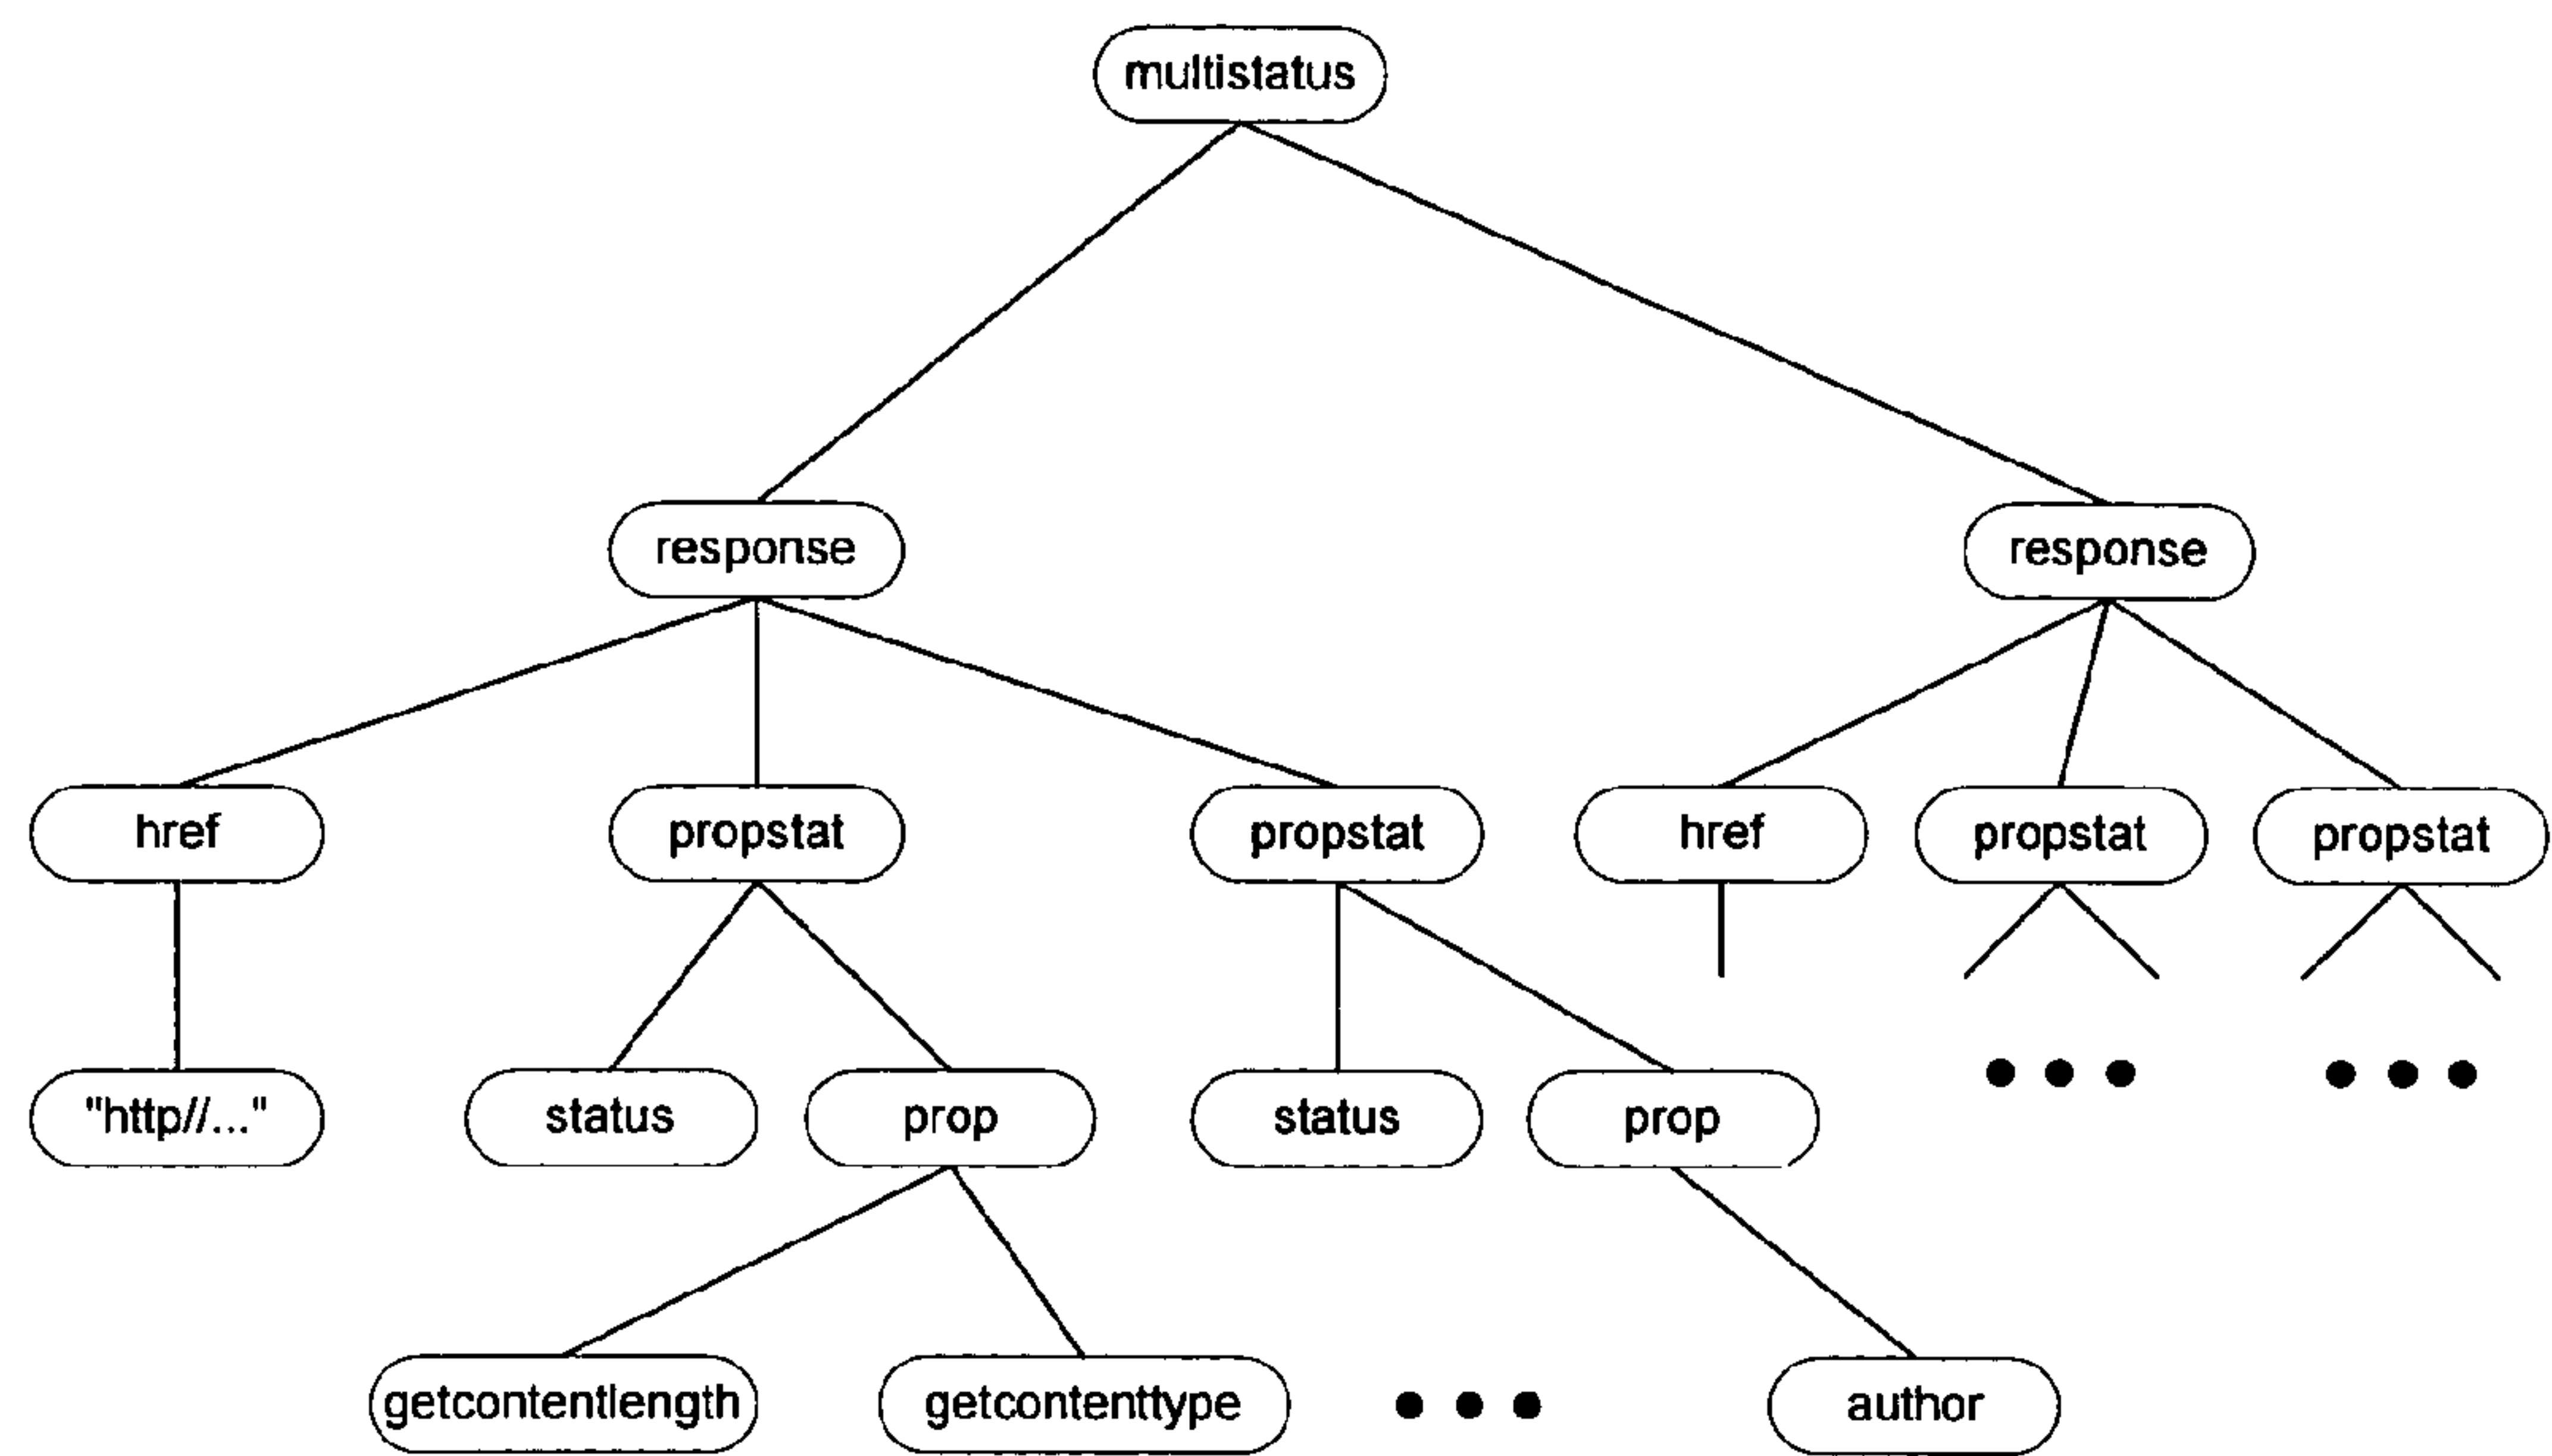 multistatus
response
response
href
propstat
propstat
href
propstat
propstat
"http//..."
status
prop
status
prop
getcontentlength
getcontenttype
author